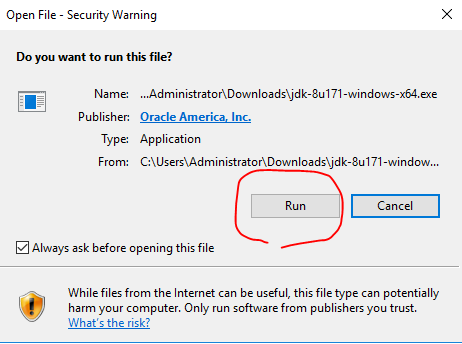 Open File - Security Warning
Do you want to run this file?
Name: ...Administrator\Downloads\jdk-8u171-windows-x64.exe
Publisher: Oracle America, Inc.
Type: Application
From: C:\Users\Administrator\Downloads\jdk-8u171-window...
Run Cancel
Always ask before opening this file
While files from the Internet can be useful, this file type can potentially
harm your computer. Only run software from publishers you trust.
What's the risk?